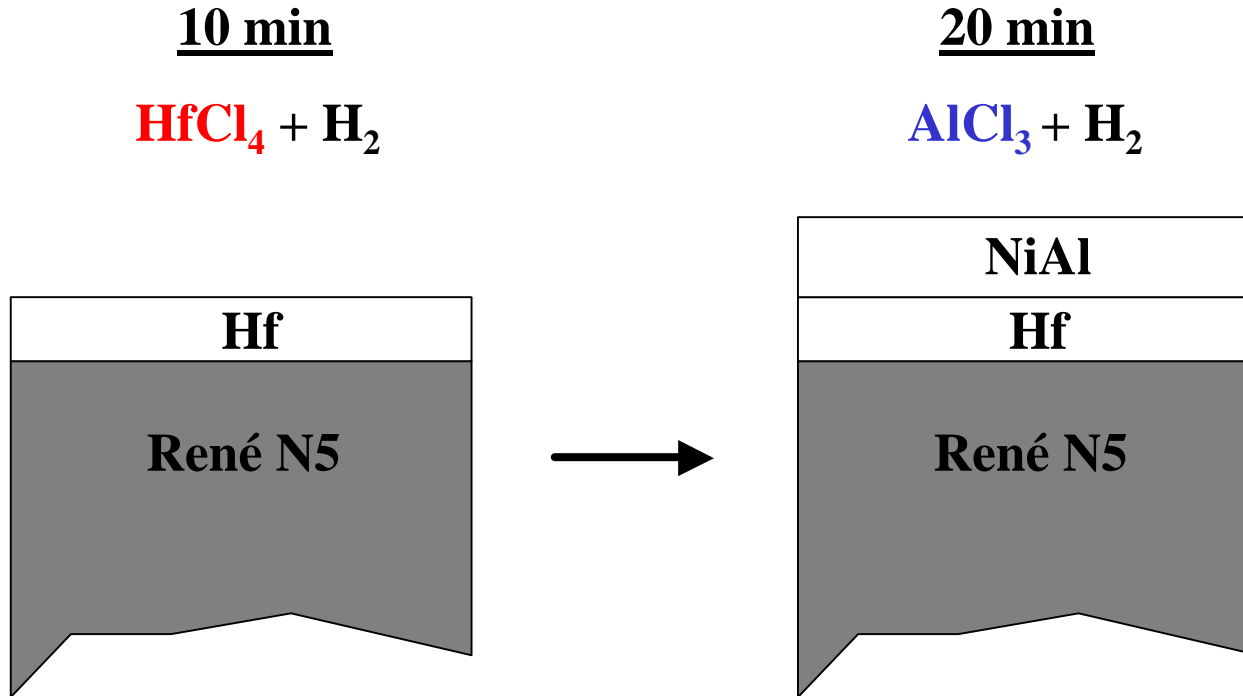 10 min
HfCl₄ + H₂
Hf
René N5
20 min
AlCl₃ + H₂
NiAl
Hf
René N5